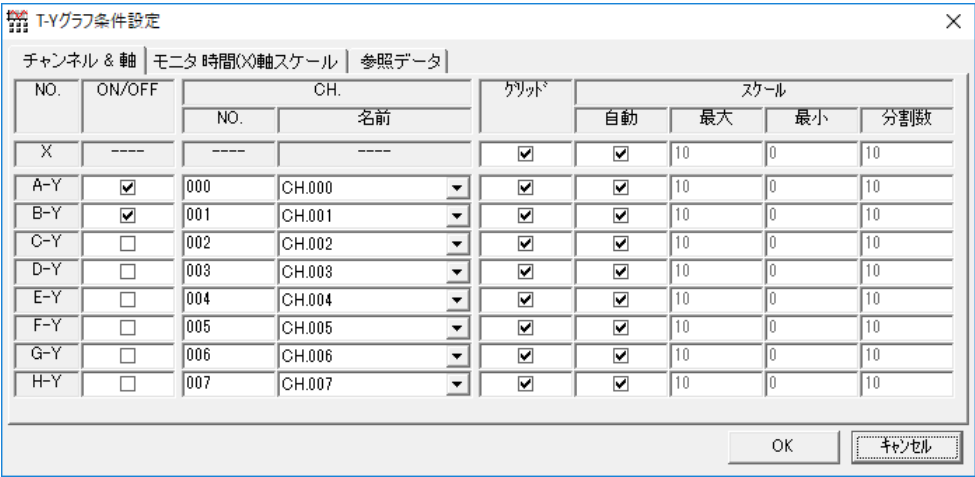 T-Yグラフ条件設定
チャンネル & 軸 モニタ 時間(X)軸スケール 参照データ
NO. ON/OFF CH. グリッド スケール
NO. 名前 自動 最大 最小 分割数
X ---- ---- ---- 10 0 10
A-Y 000 CH.000 10 0 10
B-Y 001 CH.001 10 0 10
C-Y 002 CH.002 10 0 10
D-Y 003 CH.003 10 0 10
E-Y 004 CH.004 10 0 10
F-Y 005 CH.005 10 0 10
G-Y 006 CH.006 10 0 10
H-Y 007 CH.007 10 0 10
OK キャンセル